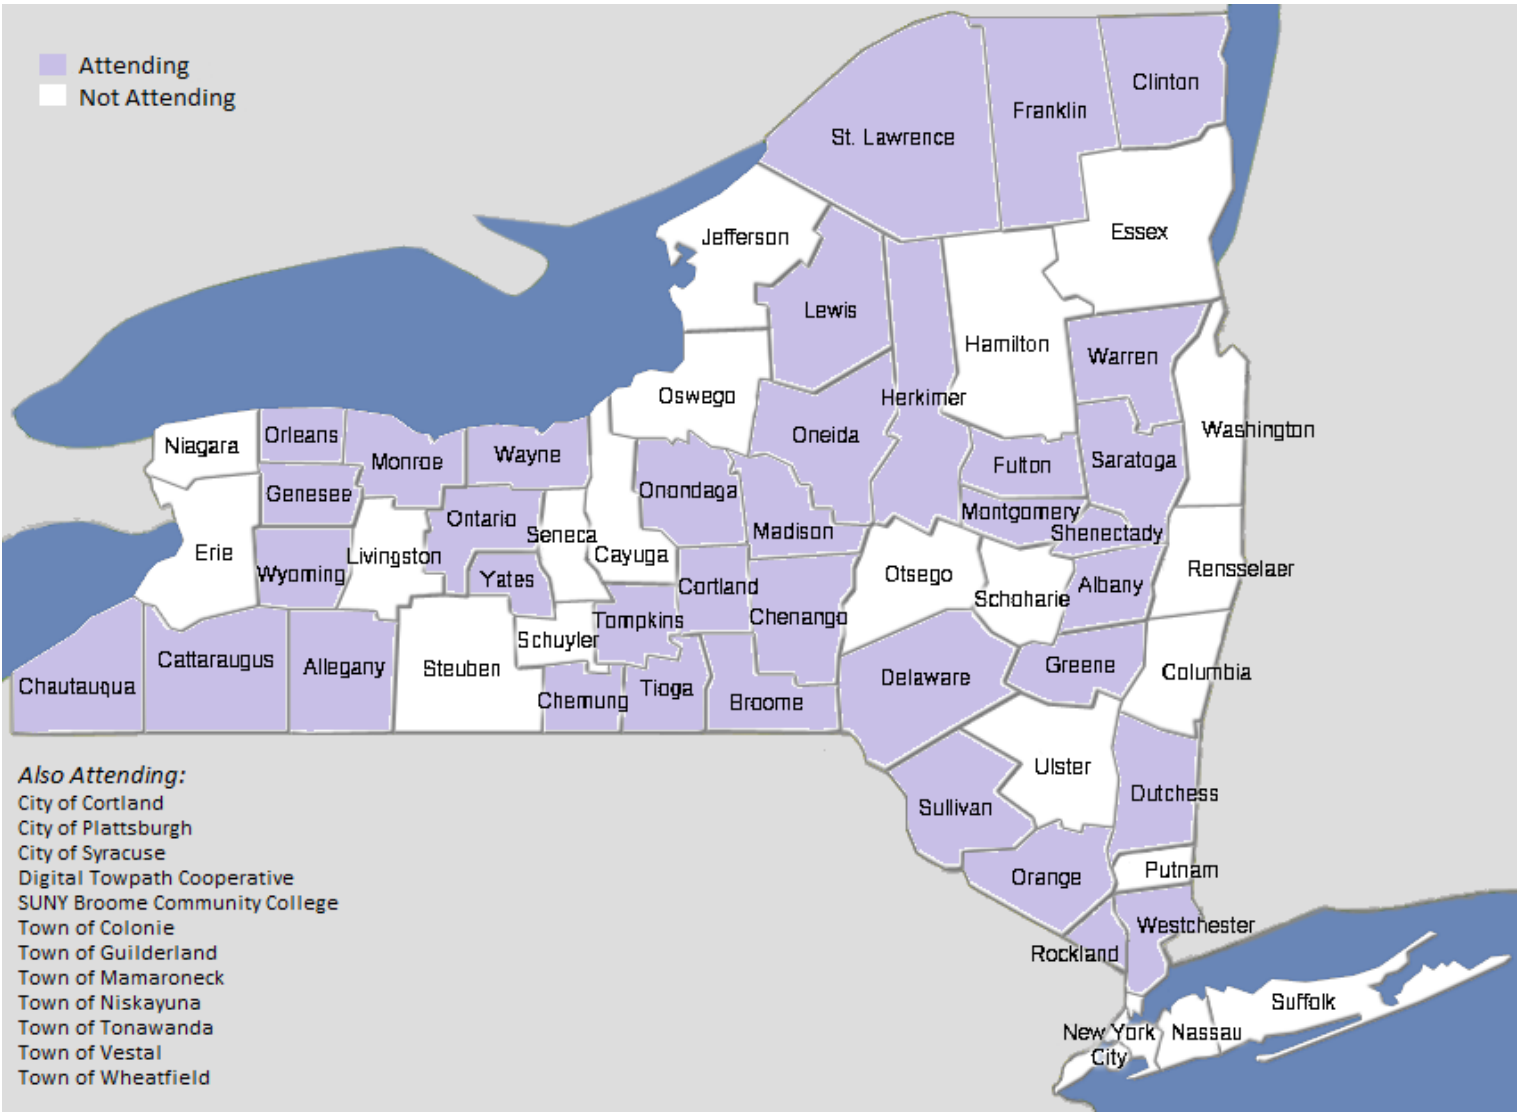 Attending
Not Attending
Clinton
Franklin
St. Lawrence
Essex
Jefferson
Lewis
Hamilton
Warren
Oswego
Herkimer
Washington
Oneida
Niagara
Orleans
Monroe
Wayne
Fulton
Saratoga
Genesee
Onondaga
Ontario
Montgomery
Madison
Seneca
Shenectady
Erie
Livingston
Cayuga
Wyoming
Yates
Otsego
Rensselaer
Cortland
Schoharie
Albany
Tompkins
Chenango
Schuyler
Cattaraugus
Allegany
Steuben
Greene
Columbia
Delaware
Chautauqua
Tioga
Chemung
Broome
Ulster
Dutchess
Sullivan
Putnam
Orange
Westchester
Rockland
Suffolk
New York
City
Nassau
Also Attending:
City of Cortland
City of Plattsburgh
City of Syracuse
Digital Towpath Cooperative
SUNY Broome Community College
Town of Colonie
Town of Guilderland
Town of Mamaroneck
Town of Niskayuna
Town of Tonawanda
Town of Vestal
Town of Wheatfield